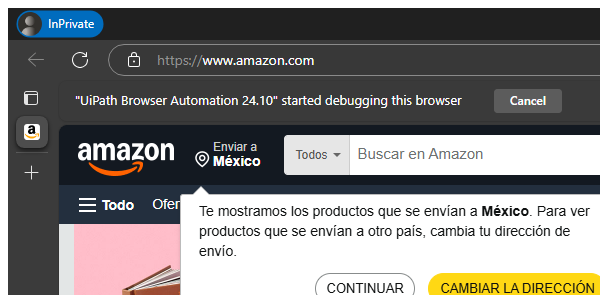 InPrivate
https://www.amazon.com
"UiPath Browser Automation 24.10" started debugging this browser
Cancel
amazon
Enviar a
México
Todos
Buscar en Amazon
Todo
Ofer
Te mostramos los productos que se envían a México. Para ver
productos que se envían a otro país, cambia tu dirección de
envío.
CONTINUAR
CAMBIAR LA DIRECCIÓN